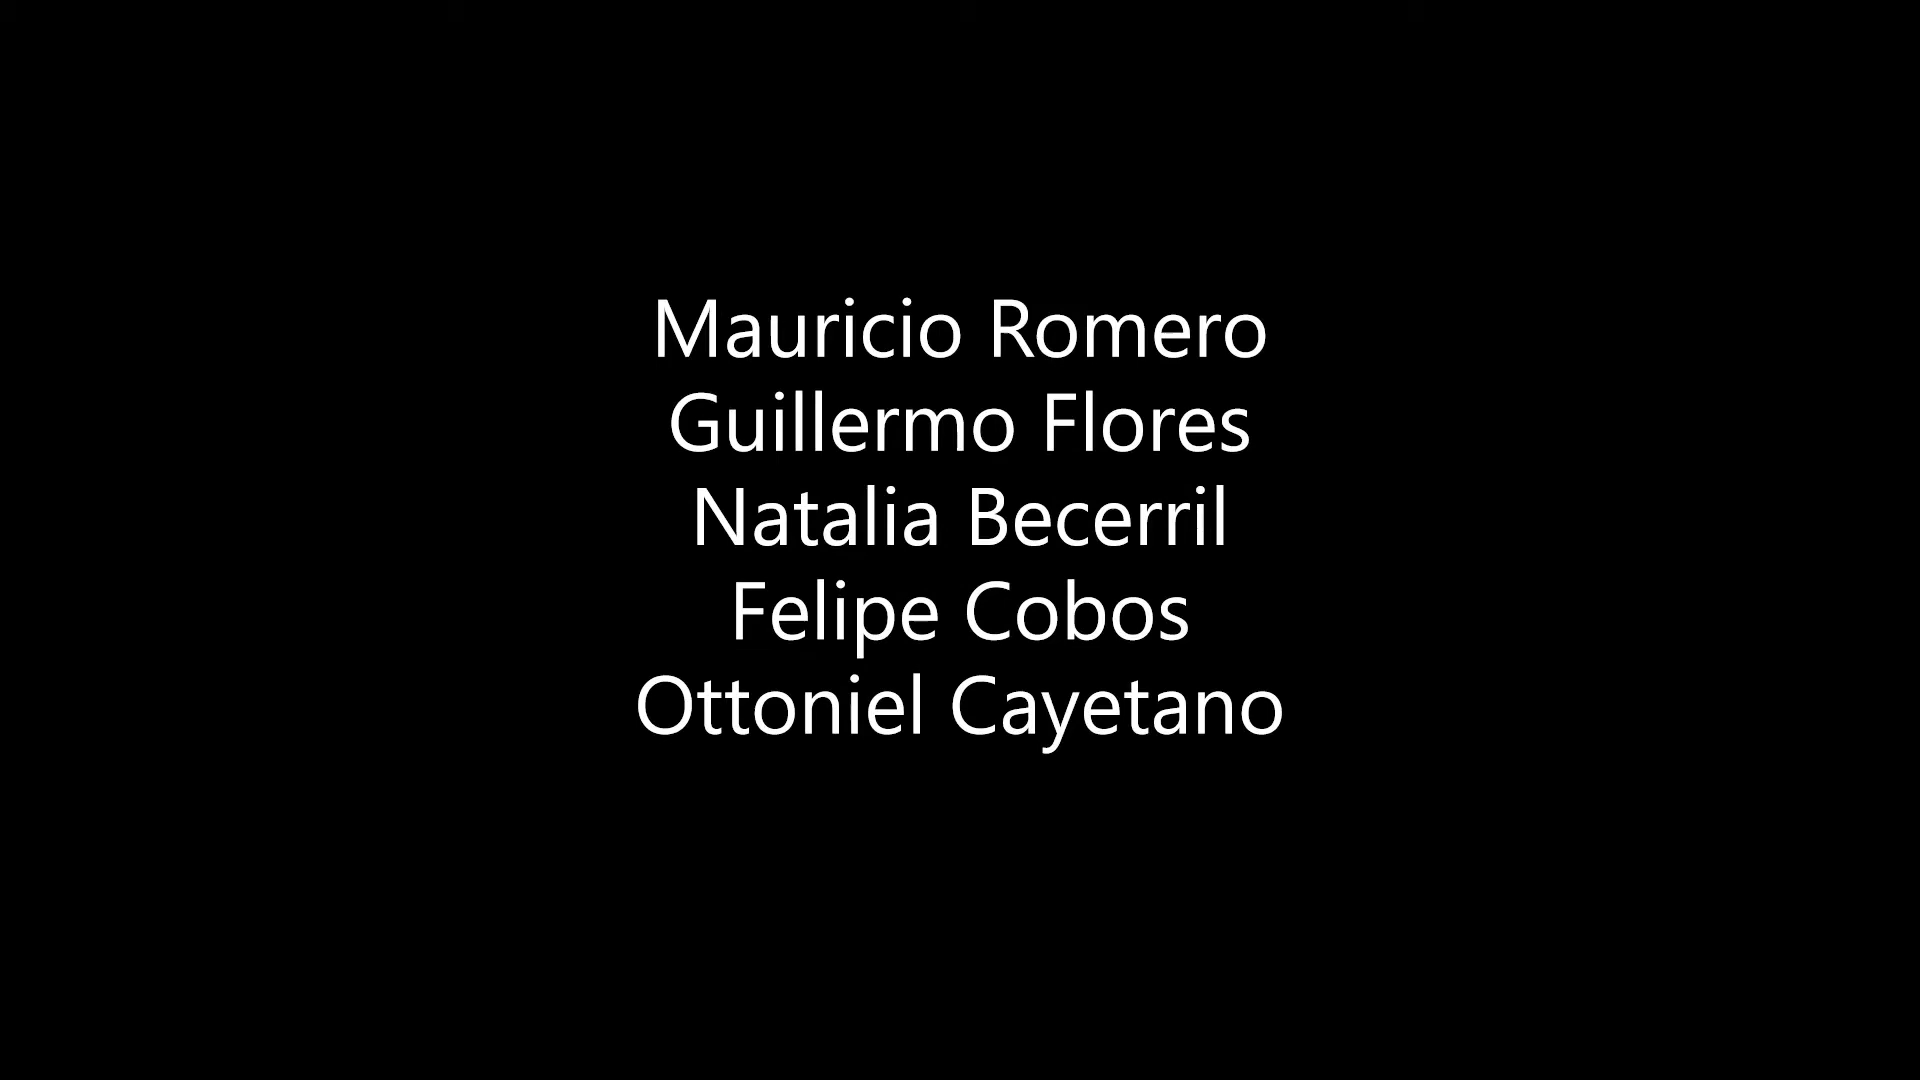 Mauricio Romero
Guillermo Flores
Natalia Becerril
Felipe Cobos
Ottoniel Cayetano